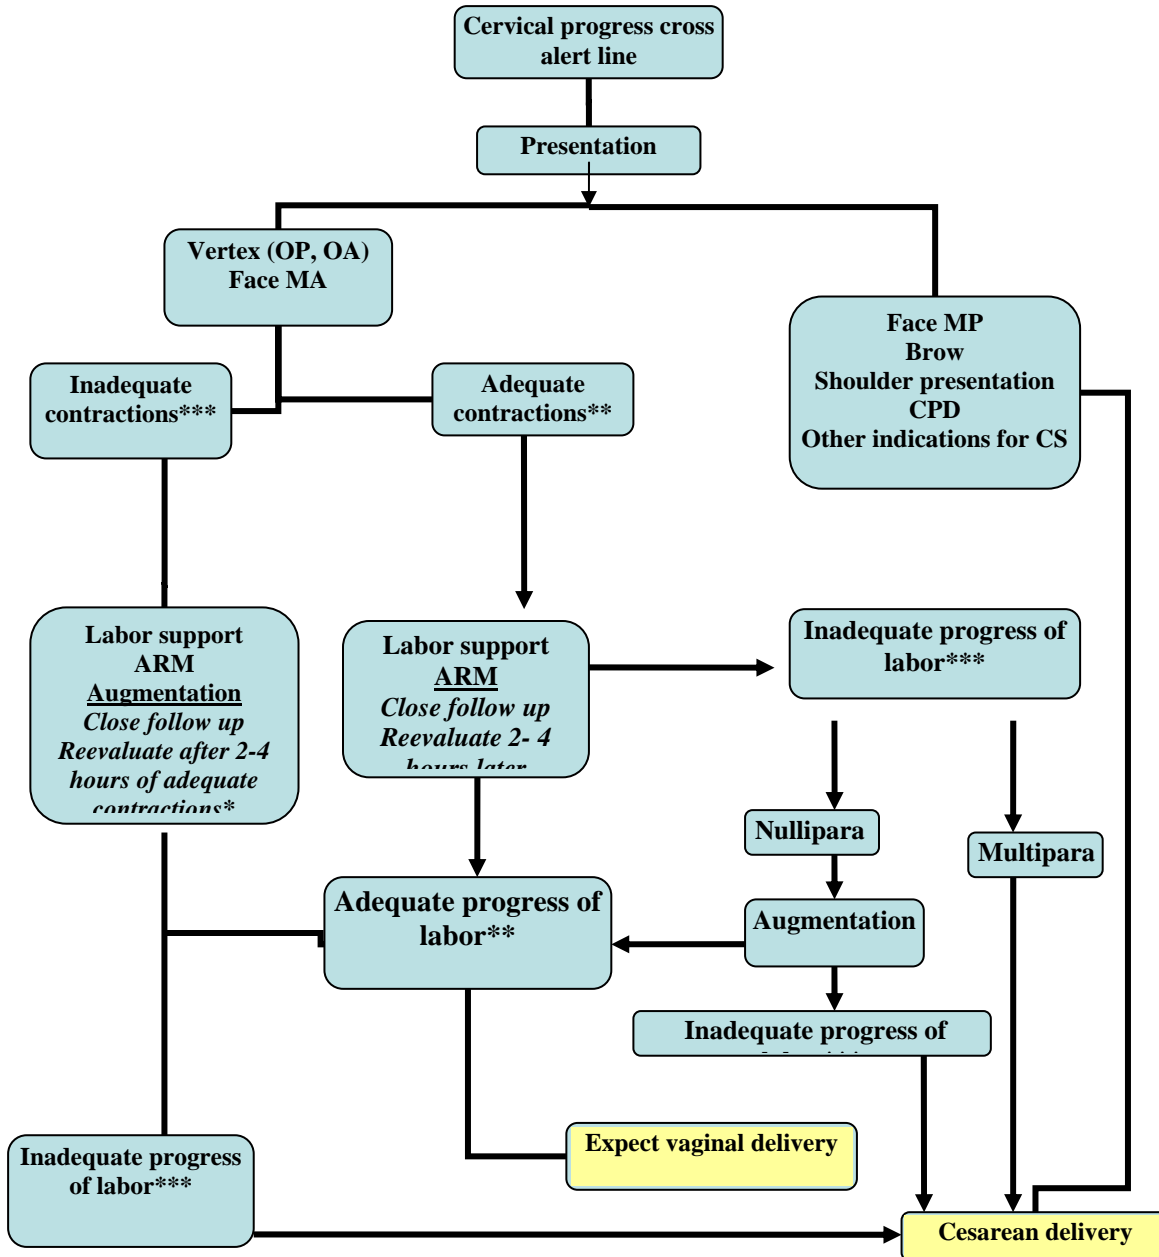 Cervical progress cross
alert line
Presentation
Vertex (OP, OA)
Face MA
Face MP
Brow
Shoulder presentation
CPD
Other indications for CS
Inadequate
contractions***
Adequate
contractions**
Labor support
ARM
Augmentation
Close follow up
Reevaluate after 2-4
hours of adequate
contractions*
Labor support
ARM
Close follow up
Reevaluate 2- 4
hours later
Inadequate progress of
labor***
Nullipara
Multipara
Adequate progress of
labor**
Augmentation
Inadequate progress of
Expect vaginal delivery
Inadequate progress
of labor***
Cesarean delivery